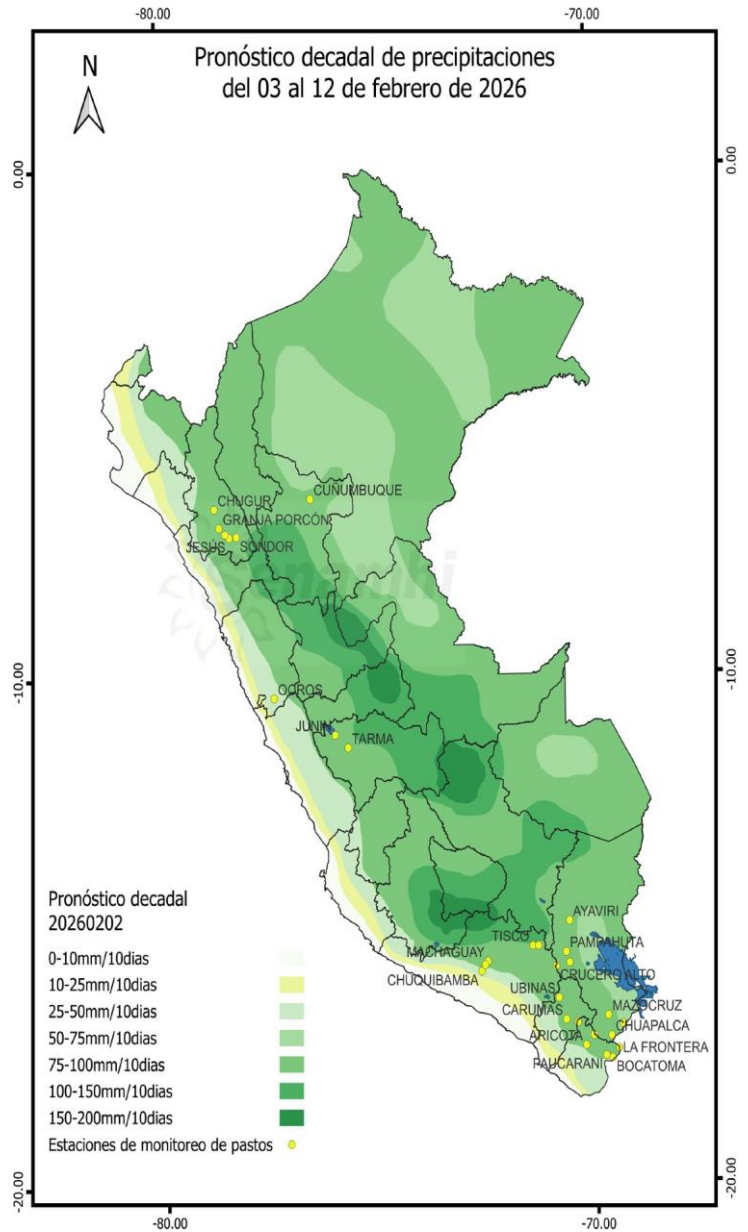 -80.00 -70.00
Pronóstico decadal de precipitaciones
del 03 al 12 de febrero de 2026
N
0.00 0.00
CUÑUMBUQUE
CHUGUR
GRANJA PORCÓN
JESÚS SONDOR
enamhi
-10.00 -10.00
OCROS
JUNIN
TARMA
AYAVIRI
TISCO PAMPAHUTA
MACHAGUAY
CRUCERO ALTO
CHUQUIBAMBA
UBINAS
MAZOCRUZ
CARUMAS
CHUAPALCA
ARICOTA
LA FRONTERA
PAUCARANI
BOCATOMA
Pronóstico decadal
20260202
0-10mm/10dias
10-25mm/10dias
25-50mm/10dias
50-75mm/10dias
75-100mm/10dias
100-150mm/10dias
150-200mm/10dias
Estaciones de monitoreo de pastos
-20.00 -20.00
-80.00 -70.00